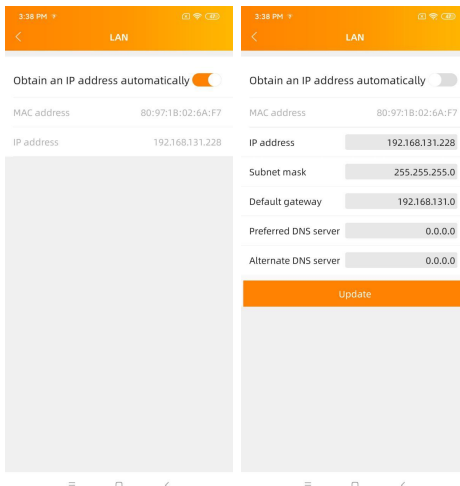 3:38 PM
LAN
Obtain an IP address automatically
MAC address 80:97:1B:02:6A:F7
IP address 192.168.131.228
3:38 PM
LAN
Obtain an IP address automatically
MAC address 80:97:1B:02:6A:F7
IP address 192.168.131.228
Subnet mask 255.255.255.0
Default gateway 192.168.131.0
Preferred DNS server 0.0.0.0
Alternate DNS server 0.0.0.0
Update